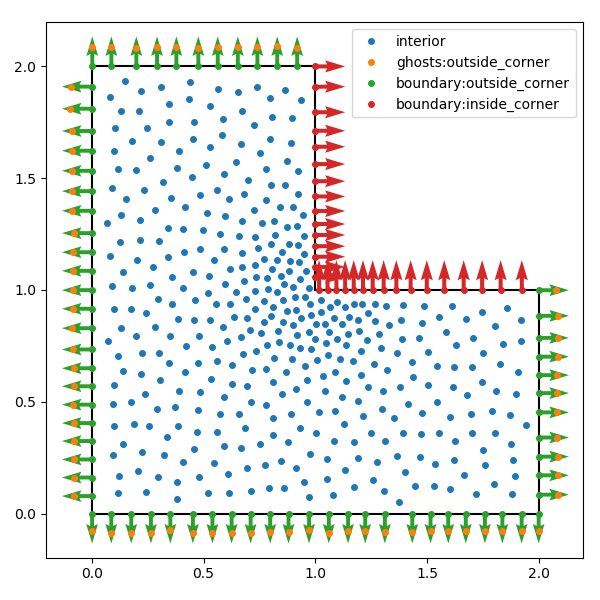 interior
ghosts:outside_corner
boundary:outside_corner
boundary:inside_corner
2.0
1.5
1.0
0.5
0.0
0.0 0.5 1.0 1.5 2.0